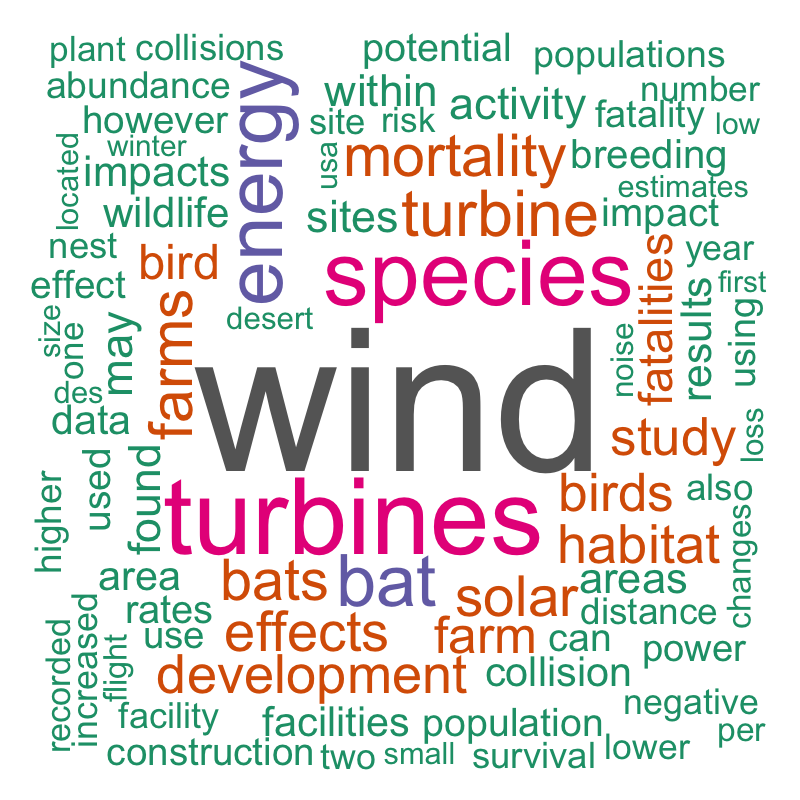 plant collisions potential populations
abundance energy within activity number
however site risk fatality low
winter usa mortality breeding
located impacts estimates
wildlife sites turbine impact
nest bird species fatalities year
effect farms results first
size one may desert noise using
des wind
data study loss
higher used found turbines birds also
habitat changes
area bats bat solar areas
rates distance
recorded increased flight use effects farm can power
development collision
facility negative
facilities population per
construction two small survival lower